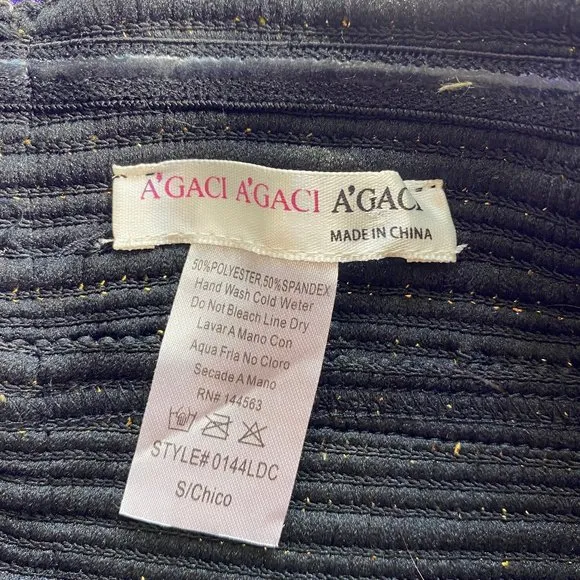 A'GACI A'GACI A'GACI
MADE IN CHINA
50%POLYESTER,50%SPANDEX
Hand Wash Cold Weter
Do Not Bleach Line Dry
Lavar A Mano Con
Aqua Fria No Cloro
Secade A Mano
RN# 144563
STYLE# 0144LDC
S/Chico